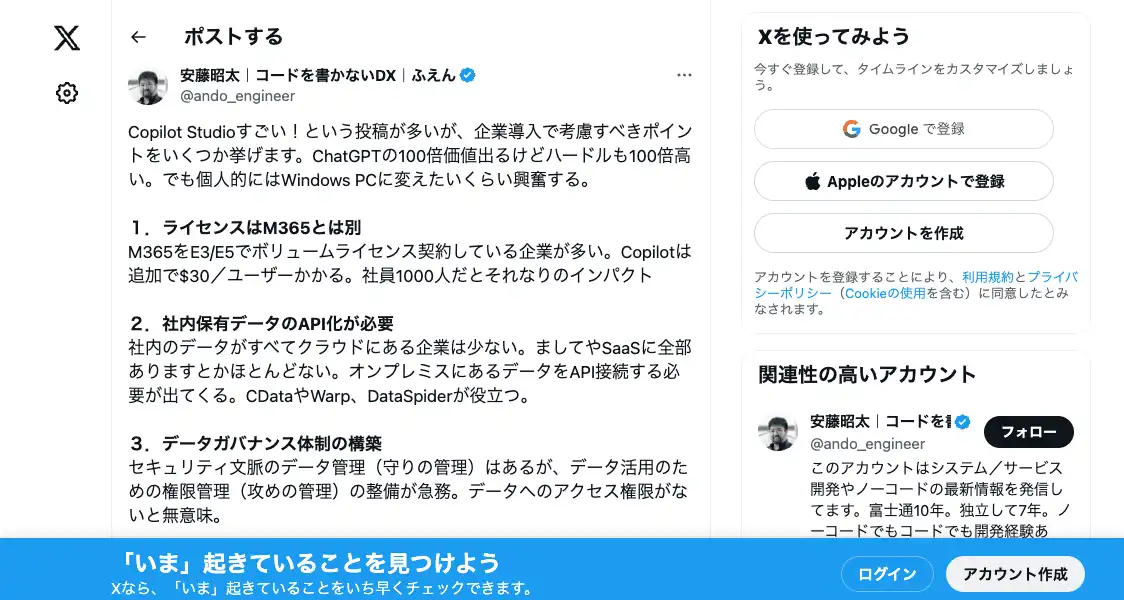 ポストする
安藤昭太｜コードを書かないDX｜ふえん
@ando_engineer
Copilot Studioすごい！という投稿が多いが、企業導入で考慮すべきポイン
トをいくつか挙げます。ChatGPTの100倍価値出るけどハードルも100倍高
い。でも個人的にはWindows PCに変えたいくらい興奮する。
１．ライセンスはM365とは別
M365をE3/E5でボリュームライセンス契約している企業が多い。Copilotは
追加で$30／ユーザーかかる。社員1000人だとそれなりのインパクト
２．社内保有データのAPI化が必要
社内のデータがすべてクラウドにある企業は少ない。ましてやSaaSに全部
ありますとかほとんどない。オンプレミスにあるデータをAPI接続する必
要が出てくる。CDataやWarp、DataSpiderが役立つ。
３．データガバナンス体制の構築
セキュリティ文脈のデータ管理（守りの管理）はあるが、データ活用のた
めの権限管理（攻めの管理）の整備が急務。データへのアクセス権限がな
いと無意味。
Xを使ってみよう
今すぐ登録して、タイムラインをカスタマイズしましょ
う。
Google で登録
Appleのアカウントで登録
アカウントを作成
アカウントを登録することにより、利用規約とプライバ
シーポリシー（Cookieの使用を含む）に同意したとみ
なされます。
関連性の高いアカウント
安藤昭太｜コードを
@ando_engineer
フォロー
このアカウントはシステム／サービス
開発やノーコードの最新情報を発信し
てます。富士通10年。独立して7年。ノ
ーコードでもコードでも開発経験あ
「いま」起きていることを見つけよう
Xなら、「いま」起きていることをいち早くチェックできます。
ログイン
アカウント作成